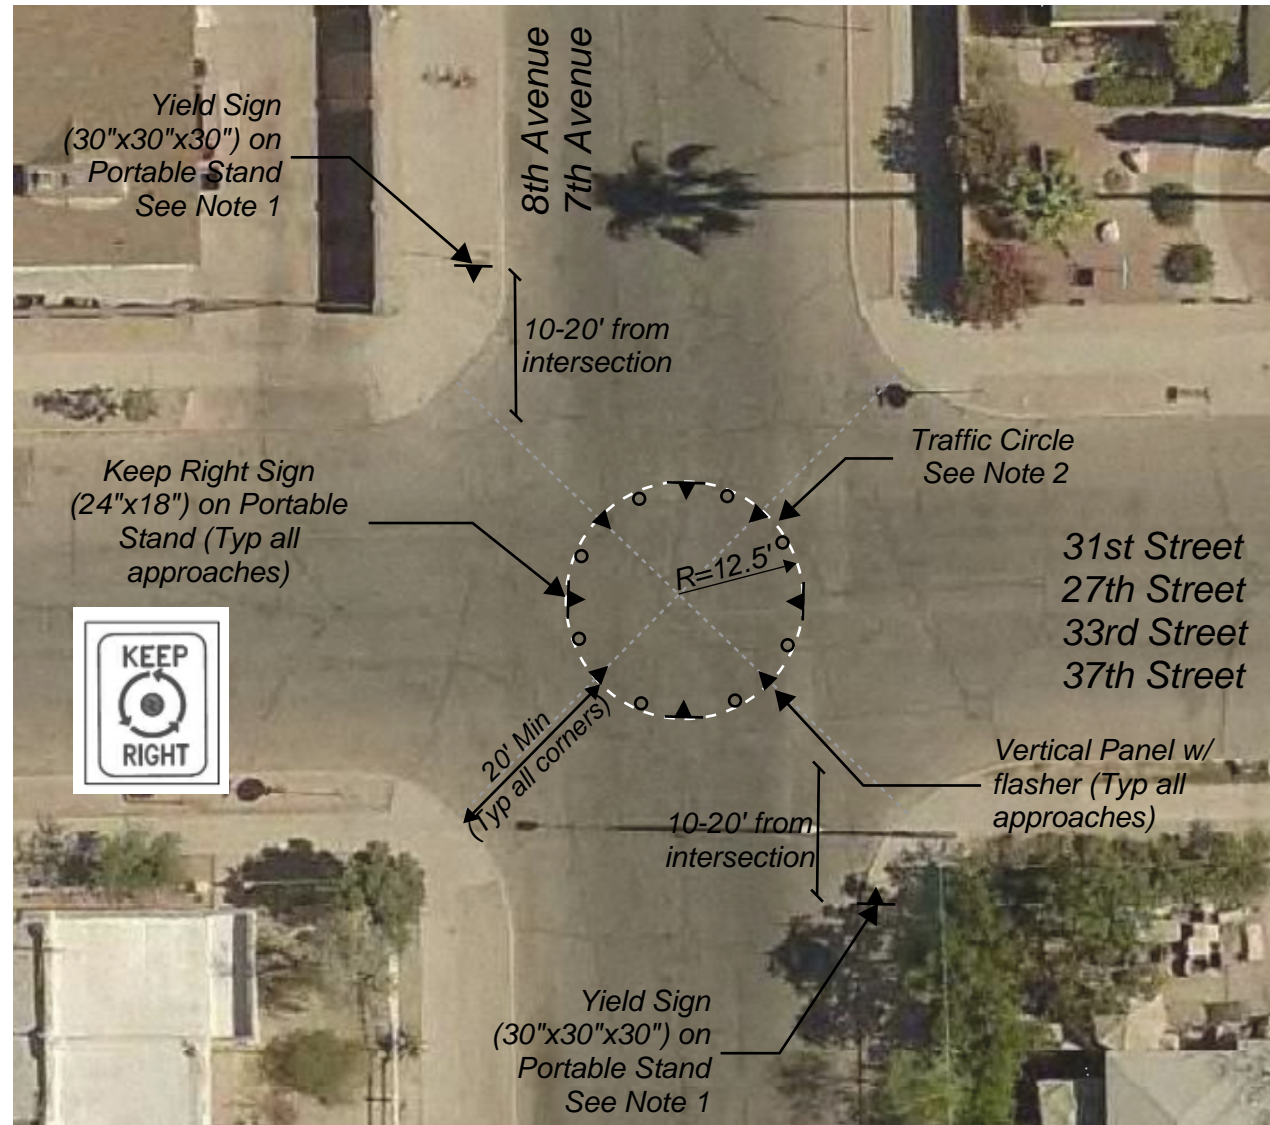 8th Avenue
7th Avenue
Yield Sign
(30"x30"x30") on
Portable Stand
See Note 1
10-20' from
intersection
Traffic Circle
See Note 2
Keep Right Sign
(24"x18") on Portable
Stand (Typ all
approaches)
R=12.5'
31st Street
27th Street
33rd Street
37th Street
KEEP
RIGHT
20' Min
(Typ all corners)
Vertical Panel w/
flasher (Typ all
approaches)
10-20' from
intersection
Yield Sign
(30"x30"x30") on
Portable Stand
See Note 1